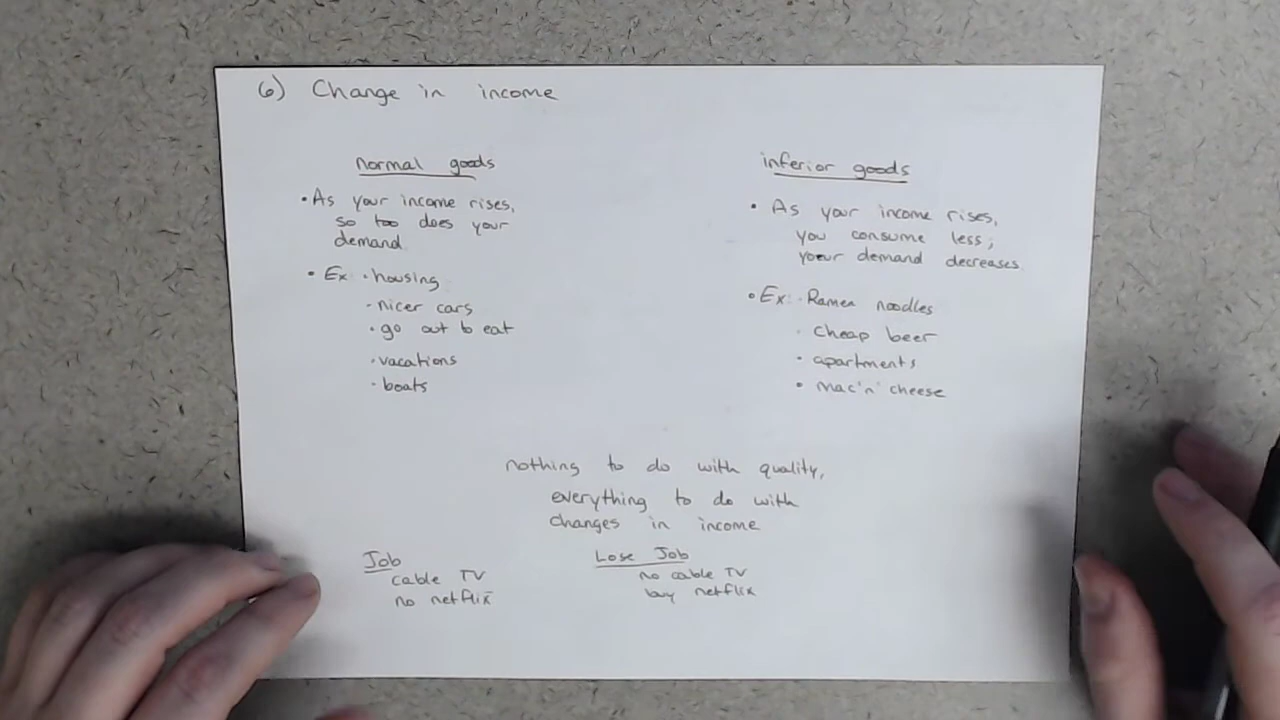 6) Change in income
normal goods
• As your income rises,
so too does your
demand
• Ex: • housing
- nicer cars
• go out to eat
• vacations
• boats
inferior goods
• As your income rises,
you consume less;
your demand decreases.
• Ex: • Ramen noodles
• cheap beer
• apartments
• mac'n' cheese
nothing to do with quality,
everything to do with
changes in income
Job
cable TV
no netflix
Lose Job
no cable TV
buy netflix